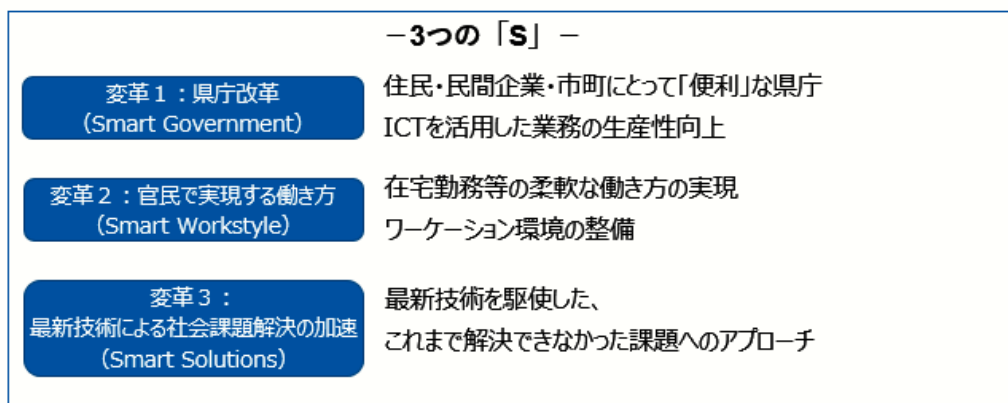 －3つの「S」－
変革１：県庁改革
（Smart Government）
住民・民間企業・市町にとって「便利」な県庁
ICTを活用した業務の生産性向上
変革２：官民で実現する働き方
（Smart Workstyle）
在宅勤務等の柔軟な働き方の実現
ワーケーション環境の整備
変革３：
最新技術による社会課題解決の加速
（Smart Solutions）
最新技術を駆使した、
これまで解決できなかった課題へのアプローチ